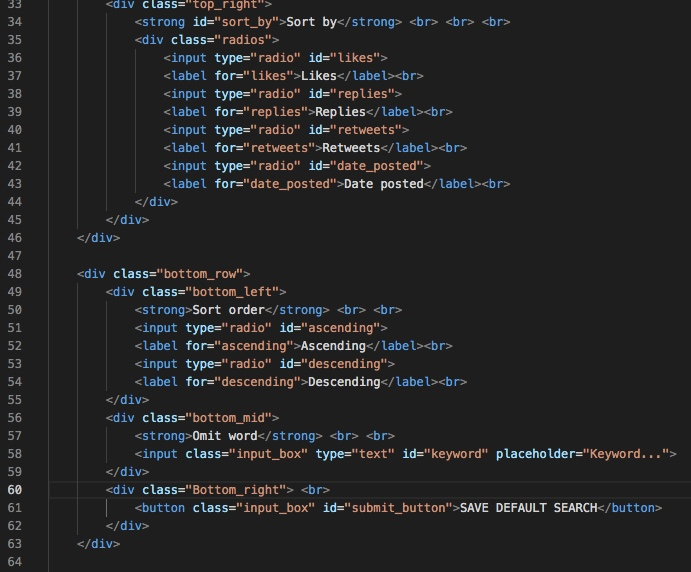 33 <div class="top_right">
34 <strong id="sort_by">Sort by</strong> <br> <br> <br>
35 <div class="radios">
36 <input type="radio" id="likes">
37 <label for="likes">Likes</label><br>
38 <input type="radio" id="replies">
39 <label for="replies">Replies</label><br>
40 <input type="radio" id="retweets">
41 <label for="retweets">Retweets</label><br>
42 <input type="radio" id="date_posted">
43 <label for="date_posted">Date posted</label><br>
44 </div>
45 </div>
46 </div>
47
48 <div class="bottom_row">
49 <div class="bottom_left">
50 <strong>Sort order</strong> <br> <br>
51 <input type="radio" id="ascending">
52 <label for="ascending">Ascending</label><br>
53 <input type="radio" id="descending">
54 <label for="descending">Descending</label><br>
55 </div>
56 <div class="bottom_mid">
57 <strong>Omit word</strong> <br> <br>
58 <input class="input_box" type="text" id="keyword" placeholder="Keyword...">
59 </div>
60 <div class="Bottom_right"> <br>
61 <button class="input_box" id="submit_button">SAVE DEFAULT SEARCH</button>
62 </div>
63 </div>
64